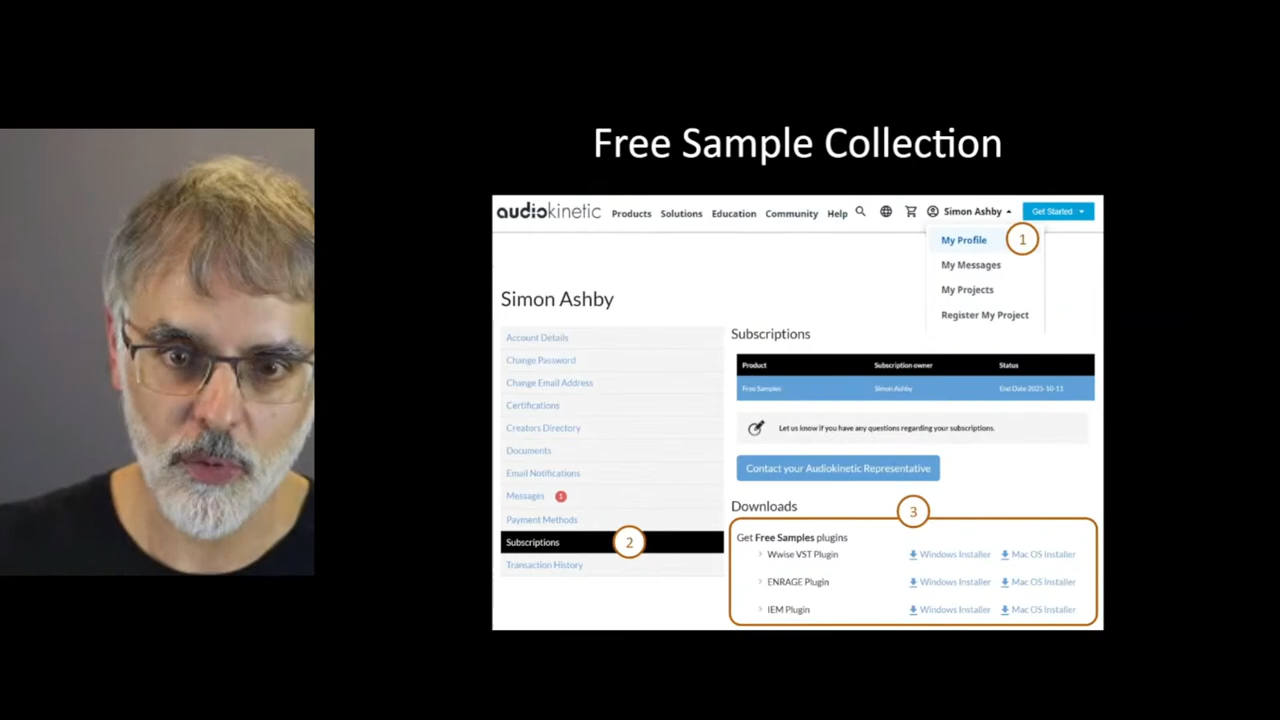 Free Sample Collection
audiokinetic Products Solutions Education Community Help Simon Ashby Get Started
My Profile 1
My Messages
My Projects
Register My Project
Simon Ashby
Account Details
Change Password
Change Email Address
Certifications
Creators Directory
Documents
Email Notifications
Messages 1
Payment Methods
Subscriptions 2
Transaction History
Subscriptions
Product Subscription owner Status
Free Samples Simon Ashby End Date 2025-10-11
Let us know if you have any questions regarding your subscriptions.
Contact your Audiokinetic Representative
Downloads 3
Get Free Samples plugins
Wwise VST Plugin Windows Installer Mac OS Installer
ENRAGE Plugin Windows Installer Mac OS Installer
IEM Plugin Windows Installer Mac OS Installer